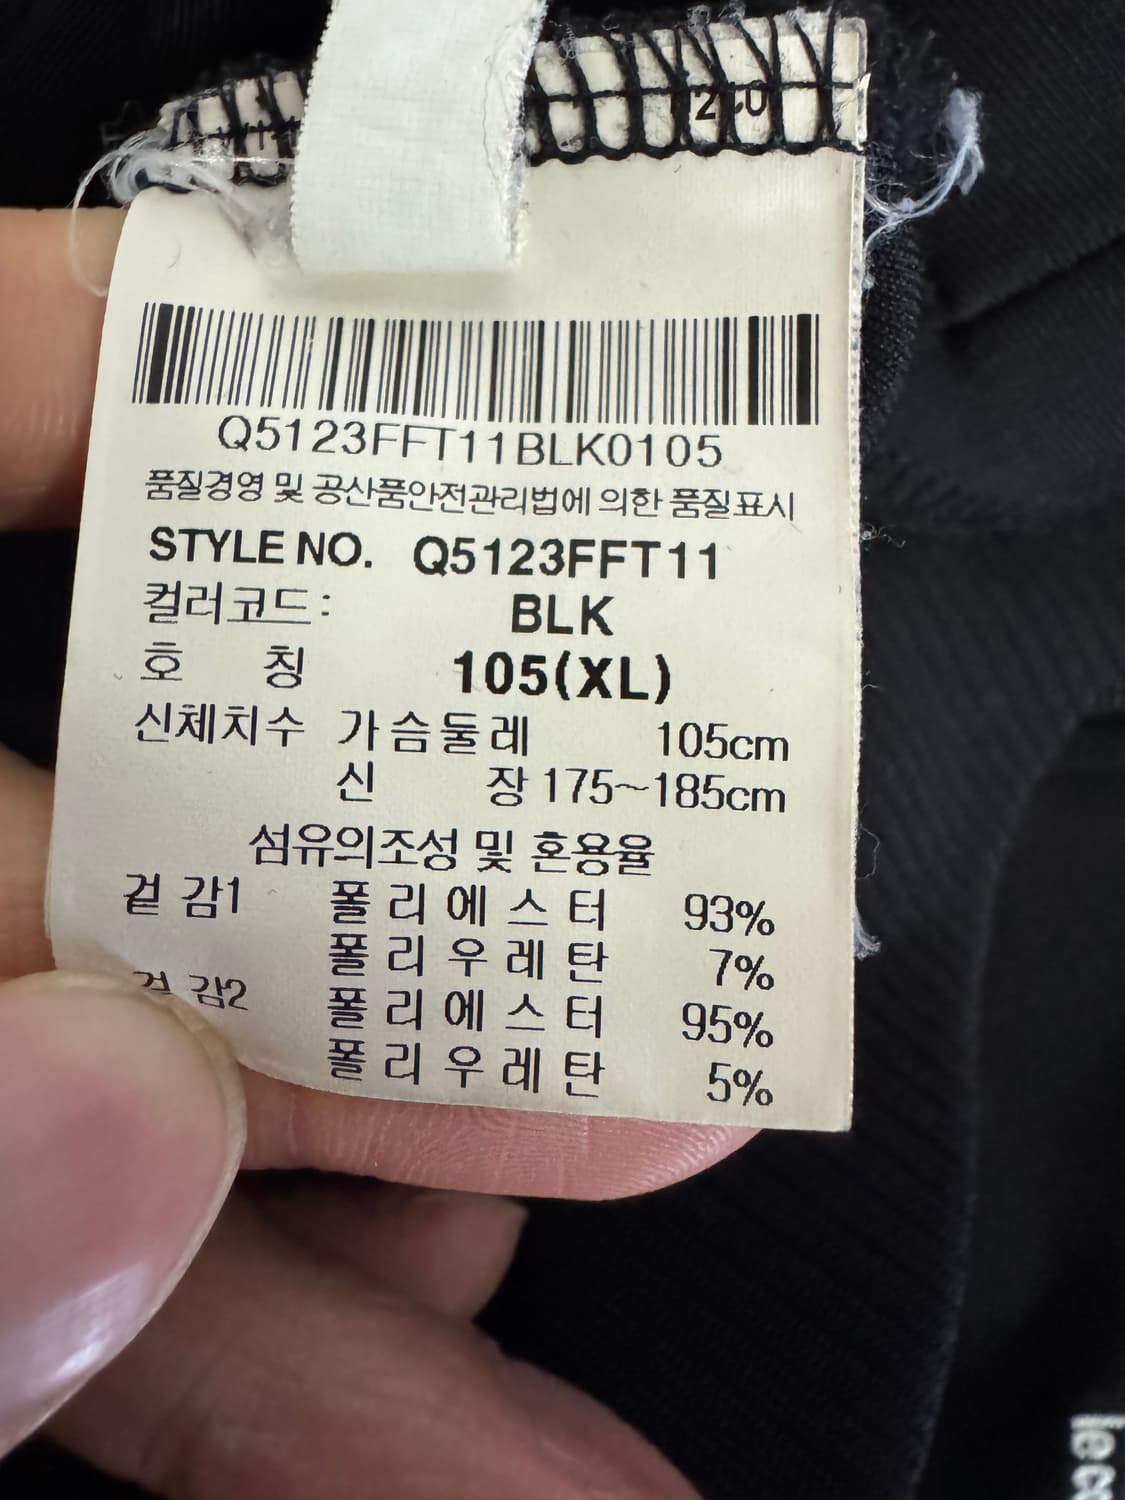 Q5123FFT11BLK0105
품질경영 및 공산품안전관리법에 의한 품질표시
STYLE NO. Q5123FFT11
컬러코드: BLK
호 칭 105(XL)
신체치수 가슴둘레 105cm
신 장 175~185cm
섬유의조성 및 혼용율
겉 감1 폴리에스터 93%
폴리우레탄 7%
겉 감2 폴리에스터 95%
폴리우레탄 5%
lec